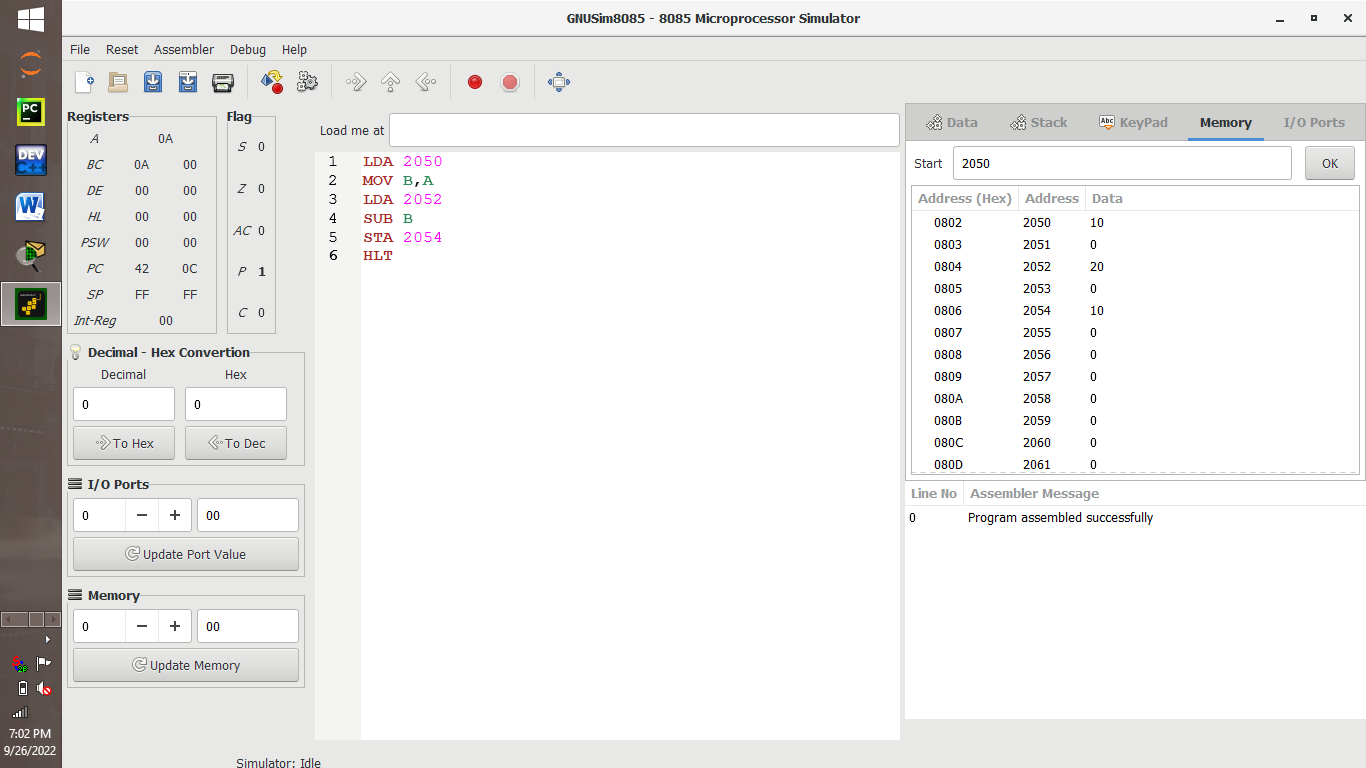 GNUSim8085 - 8085 Microprocessor Simulator
File Reset Assembler Debug Help
Registers
A 0A
BC 0A 00
DE 00 00
HL 00 00
PSW 00 00
PC 42 0C
SP FF FF
Int-Reg 00
Flag
S 0
Z 0
AC 0
P 1
C 0
Decimal - Hex Convertion
Decimal Hex
0 0
To Hex To Dec
I/O Ports
0 00
Update Port Value
Memory
0 00
Update Memory
Load me at
1 LDA 2050
2 MOV B,A
3 LDA 2052
4 SUB B
5 STA 2054
6 HLT
Data Stack Abc KeyPad Memory I/O Ports
Start 2050 OK
Address (Hex) Address Data
0802 2050 10
0803 2051 0
0804 2052 20
0805 2053 0
0806 2054 10
0807 2055 0
0808 2056 0
0809 2057 0
080A 2058 0
080B 2059 0
080C 2060 0
080D 2061 0
Line No Assembler Message
0 Program assembled successfully
Simulator: Idle
PC
DEV
C++
W
7:02 PM
9/26/2022